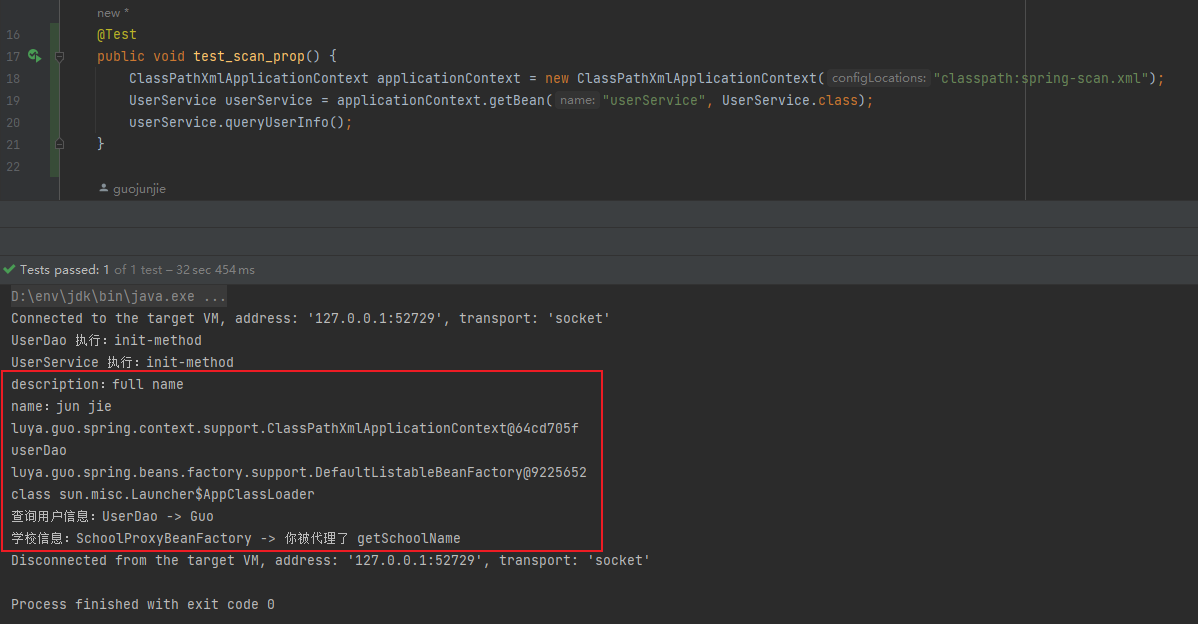 new *
16 @Test
17 public void test_scan_prop() {
18 ClassPathXmlApplicationContext applicationContext = new ClassPathXmlApplicationContext( configLocations: "classpath:spring-scan.xml");
19 UserService userService = applicationContext.getBean( name: "userService", UserService.class);
20 userService.queryUserInfo();
21 }
22
guojunjie
Tests passed: 1 of 1 test – 32 sec 454 ms
D:\env\jdk\bin\java.exe ...
Connected to the target VM, address: '127.0.0.1:52729', transport: 'socket'
UserDao 执行：init-method
UserService 执行：init-method
description：full name
name：jun jie
luya.guo.spring.context.support.ClassPathXmlApplicationContext@64cd705f
userDao
luya.guo.spring.beans.factory.support.DefaultListableBeanFactory@9225652
class sun.misc.Launcher$AppClassLoader
查询用户信息：UserDao -> Guo
学校信息：SchoolProxyBeanFactory -> 你被代理了 getSchoolName
Disconnected from the target VM, address: '127.0.0.1:52729', transport: 'socket'
Process finished with exit code 0